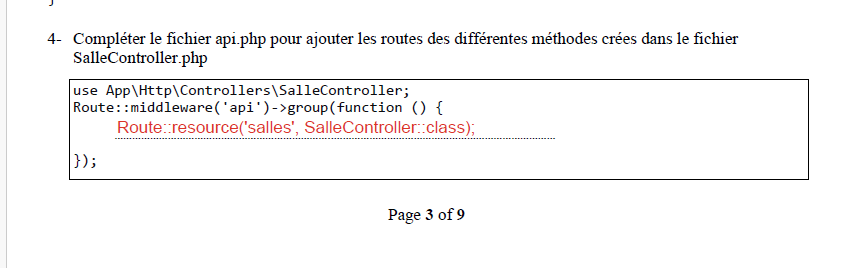 4- Compléter le fichier api.php pour ajouter les routes des différentes méthodes crées dans le fichier
SalleController.php
use App\Http\Controllers\SalleController;
Route::middleware('api')->group(function () {
Route::resource('salles', SalleController::class);
});
Page 3 of 9